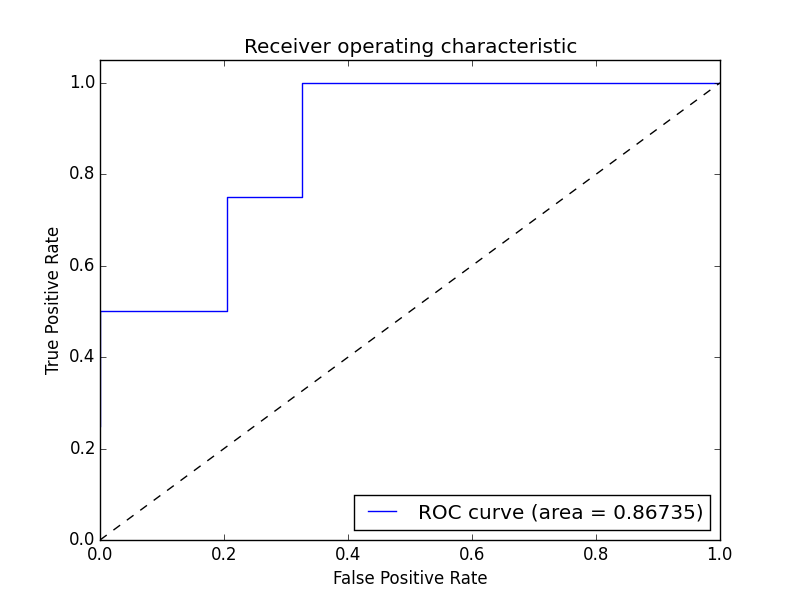 Receiver operating characteristic
1.0
0.8
0.6
0.4
0.2
0.0
True Positive Rate
ROC curve (area = 0.86735)
0.0 0.2 0.4 0.6 0.8 1.0
False Positive Rate